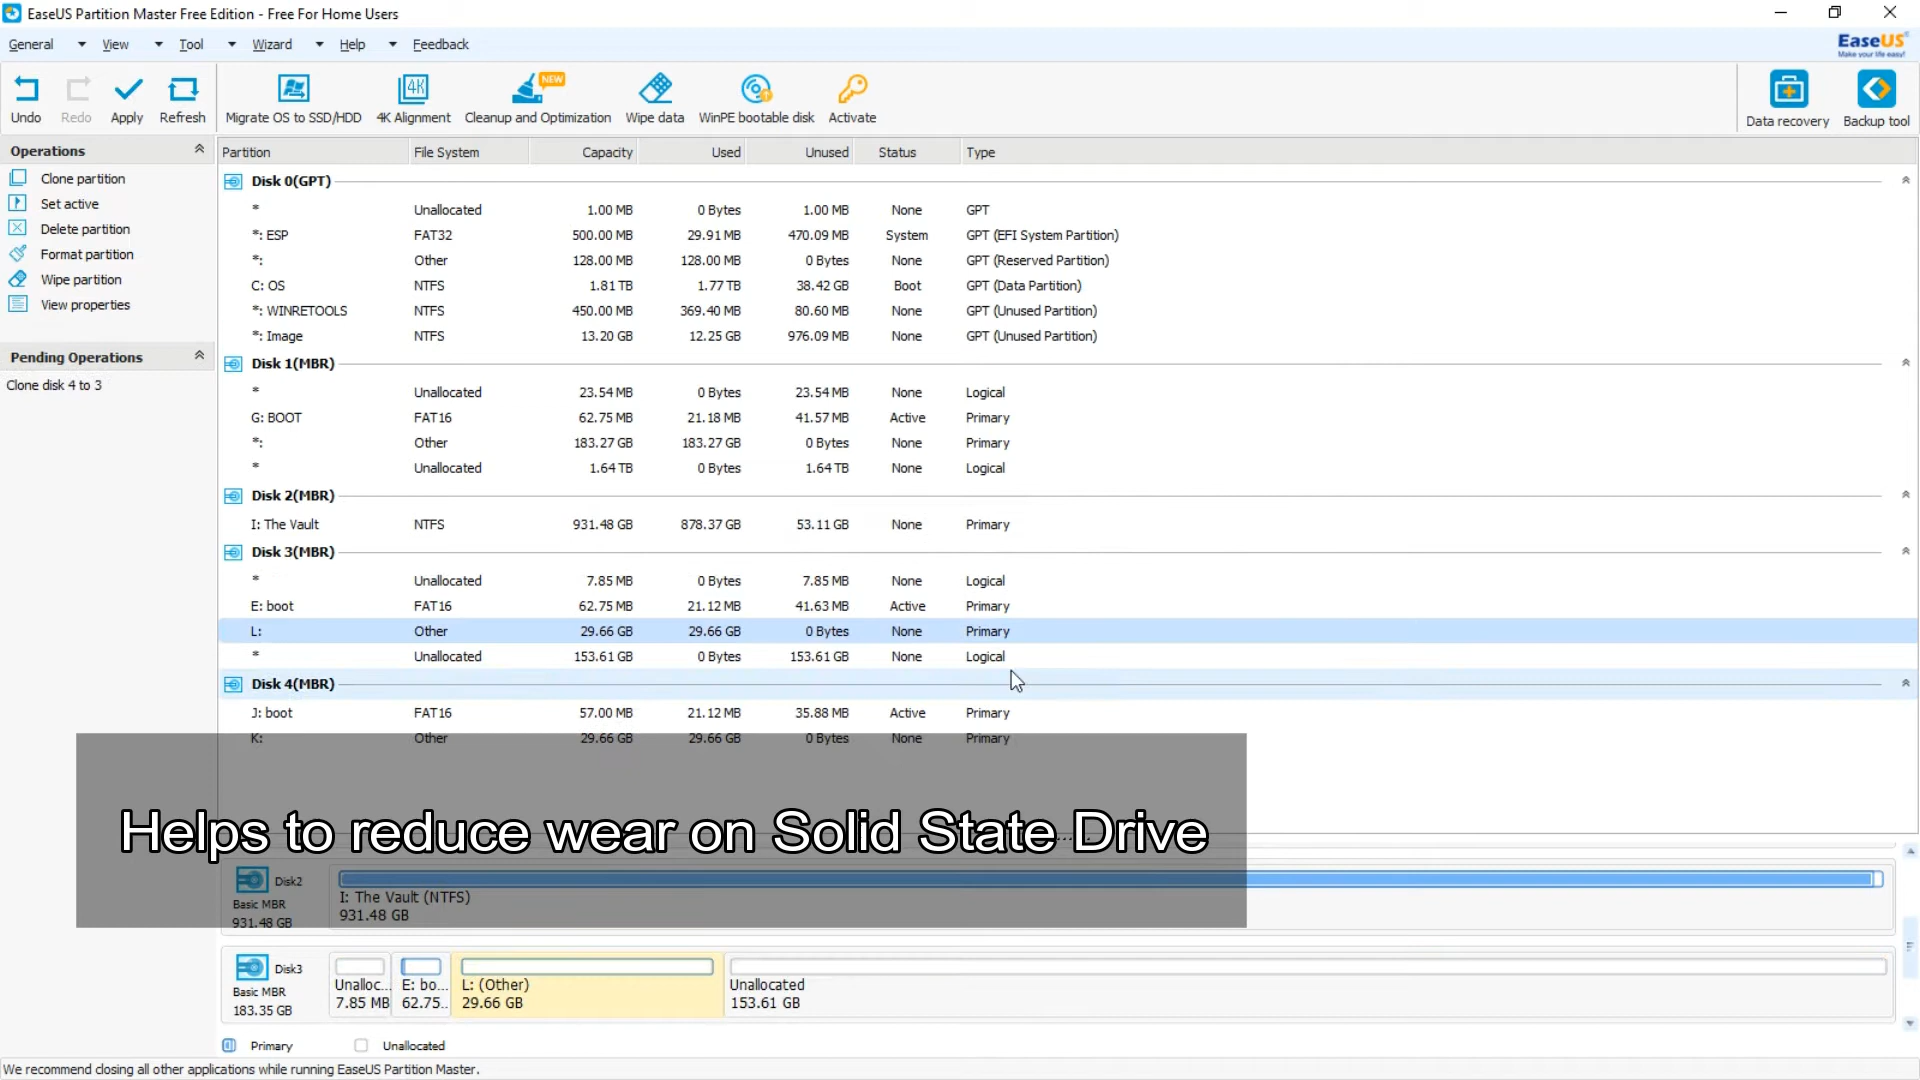 EaseUS Partition Master Free Edition - Free For Home Users
General View Tool Wizard Help Feedback
EaseUS
Make your life easy!
Undo Redo Apply Refresh Migrate OS to SSD/HDD 4K Alignment NEW Cleanup and Optimization Wipe data WinPE bootable disk Activate Data recovery Backup tool
Operations
Clone partition
Set active
Delete partition
Format partition
Wipe partition
View properties
Pending Operations
Clone disk 4 to 3
Partition File System Capacity Used Unused Status Type
Disk 0(GPT)
* Unallocated 1.00 MB 0 Bytes 1.00 MB None GPT
*: ESP FAT32 500.00 MB 29.91 MB 470.09 MB System GPT (EFI System Partition)
*: Other 128.00 MB 128.00 MB 0 Bytes None GPT (Reserved Partition)
C: OS NTFS 1.81 TB 1.77 TB 38.42 GB Boot GPT (Data Partition)
*: WINRETOOLS NTFS 450.00 MB 369.40 MB 80.60 MB None GPT (Unused Partition)
*: Image NTFS 13.20 GB 12.25 GB 976.09 MB None GPT (Unused Partition)
Disk 1(MBR)
* Unallocated 23.54 MB 0 Bytes 23.54 MB None Logical
G: BOOT FAT16 62.75 MB 21.18 MB 41.57 MB Active Primary
*: Other 183.27 GB 183.27 GB 0 Bytes None Primary
* Unallocated 1.64 TB 0 Bytes 1.64 TB None Logical
Disk 2(MBR)
I: The Vault NTFS 931.48 GB 878.37 GB 53.11 GB None Primary
Disk 3(MBR)
* Unallocated 7.85 MB 0 Bytes 7.85 MB None Logical
E: boot FAT16 62.75 MB 21.12 MB 41.63 MB Active Primary
L: Other 29.66 GB 29.66 GB 0 Bytes None Primary
* Unallocated 153.61 GB 0 Bytes 153.61 GB None Logical
Disk 4(MBR)
J: boot FAT16 57.00 MB 21.12 MB 35.88 MB Active Primary
K: Other 29.66 GB 29.66 GB 0 Bytes None Primary
Helps to reduce wear on Solid State Drive
Disk2
Basic MBR
931.48 GB
I: The Vault (NTFS)
931.48 GB
Disk3
Basic MBR
183.35 GB
Unalloc...
7.85 MB
E: bo...
62.75..
L: (Other)
29.66 GB
Unallocated
153.61 GB
Primary Unallocated
We recommend closing all other applications while running EaseUS Partition Master.